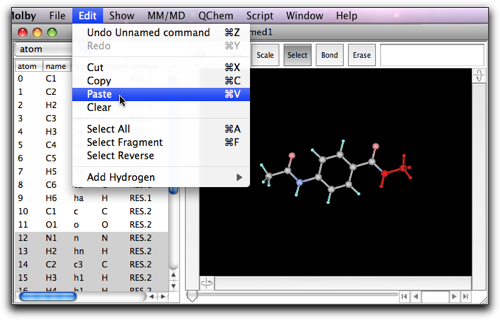 Molby File Edit Show MM/MD QChem Script Window Help
Undo Unnamed command ⌘Z
Redo ⌘Y
Cut ⌘X
Copy ⌘C
Paste ⌘V
Clear
Select All ⌘A
Select Fragment ⌘F
Select Reverse
Add Hydrogen
Scale Select Bond Erase
atom
atom name
0 C1
1 C2
2 H2
3 C3
4 H3
5 C4
6 C5
7 H5
8 C6
9 H6 ha H RES.2
10 C1 c C RES.2
11 O1 o O RES.2
12 N1 n N RES.2
13 H2 hn H RES.2
14 C2 c3 C RES.2
15 H3 h1 H RES.2
16 H4 h1 H RES.2